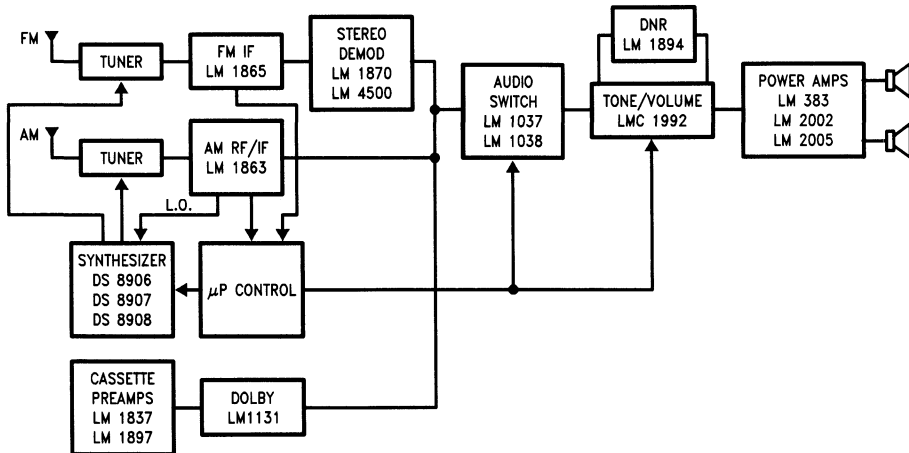 FM
TUNER
FM IF
LM 1865
STEREO
DEMOD
LM 1870
LM 4500
DNR
LM 1894
AUDIO
SWITCH
LM 1037
LM 1038
TONE/VOLUME
LMC 1992
POWER AMPS
LM 383
LM 2002
LM 2005
AM
TUNER
AM RF/IF
LM 1863
L.O.
SYNTHESIZER
DS 8906
DS 8907
DS 8908
μP CONTROL
CASSETTE
PREAMPS
LM 1837
LM 1897
DOLBY
LM1131